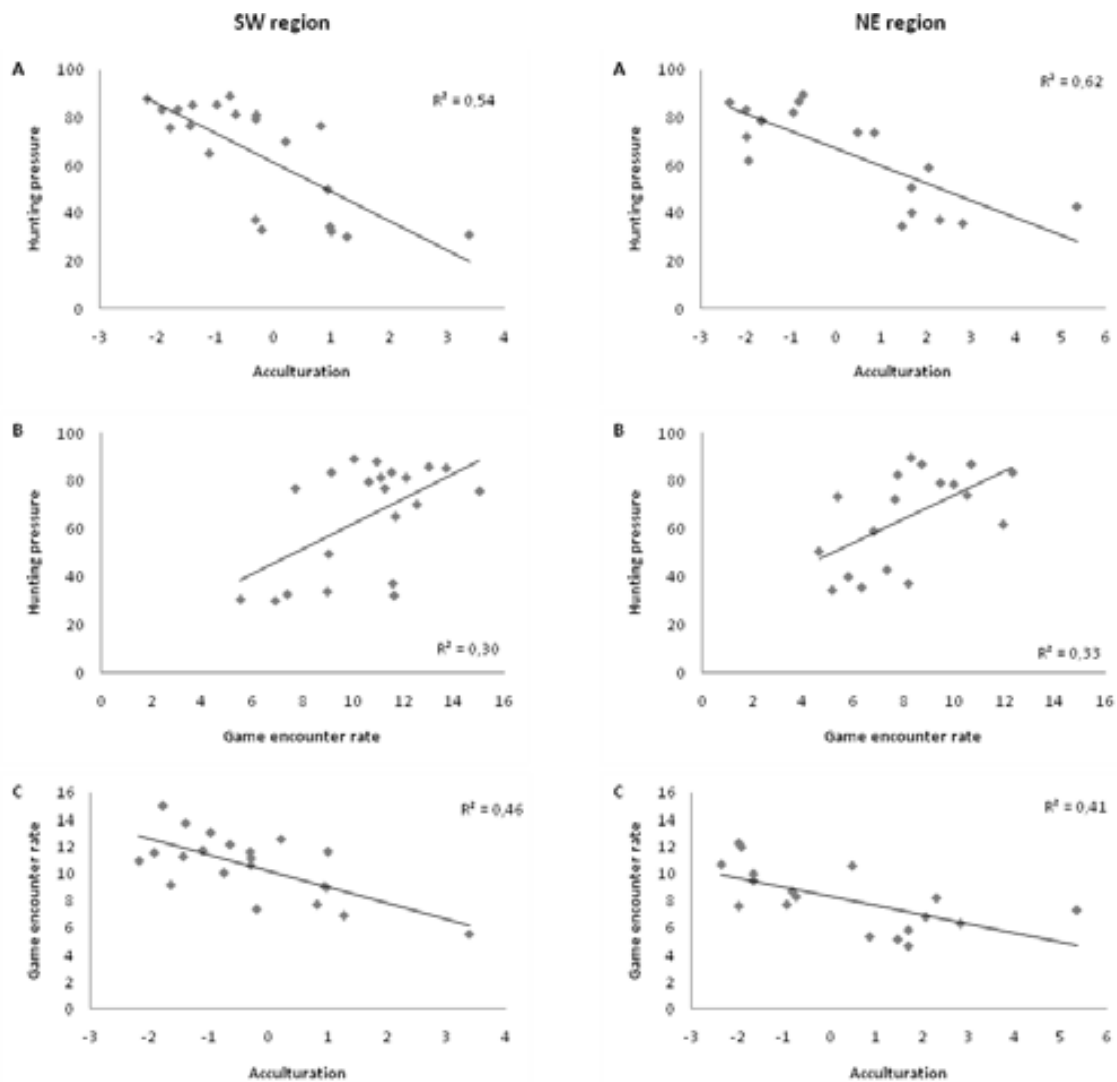 SW region
NE region
A
R² = 0,54
Hunting pressure
100
80
60
40
20
0
-3 -2 -1 0 1 2 3 4
Acculturation
A
R² = 0,62
Hunting pressure
100
80
60
40
20
0
-3 -2 -1 0 1 2 3 4 5 6
Acculturation
B
Hunting pressure
100
80
60
40
20
0
R² = 0,30
0 2 4 6 8 10 12 14 16
Game encounter rate
B
Hunting pressure
100
80
60
40
20
0
R² = 0,33
0 2 4 6 8 10 12 14 16
Game encounter rate
C
R² = 0,46
Game encounter rate
16
14
12
10
8
6
4
2
0
-3 -2 -1 0 1 2 3 4 5
Acculturation
C
R² = 0,41
Game encounter rate
16
14
12
10
8
6
4
2
0
-3 -2 -1 0 1 2 3 4 5 6
Acculturation